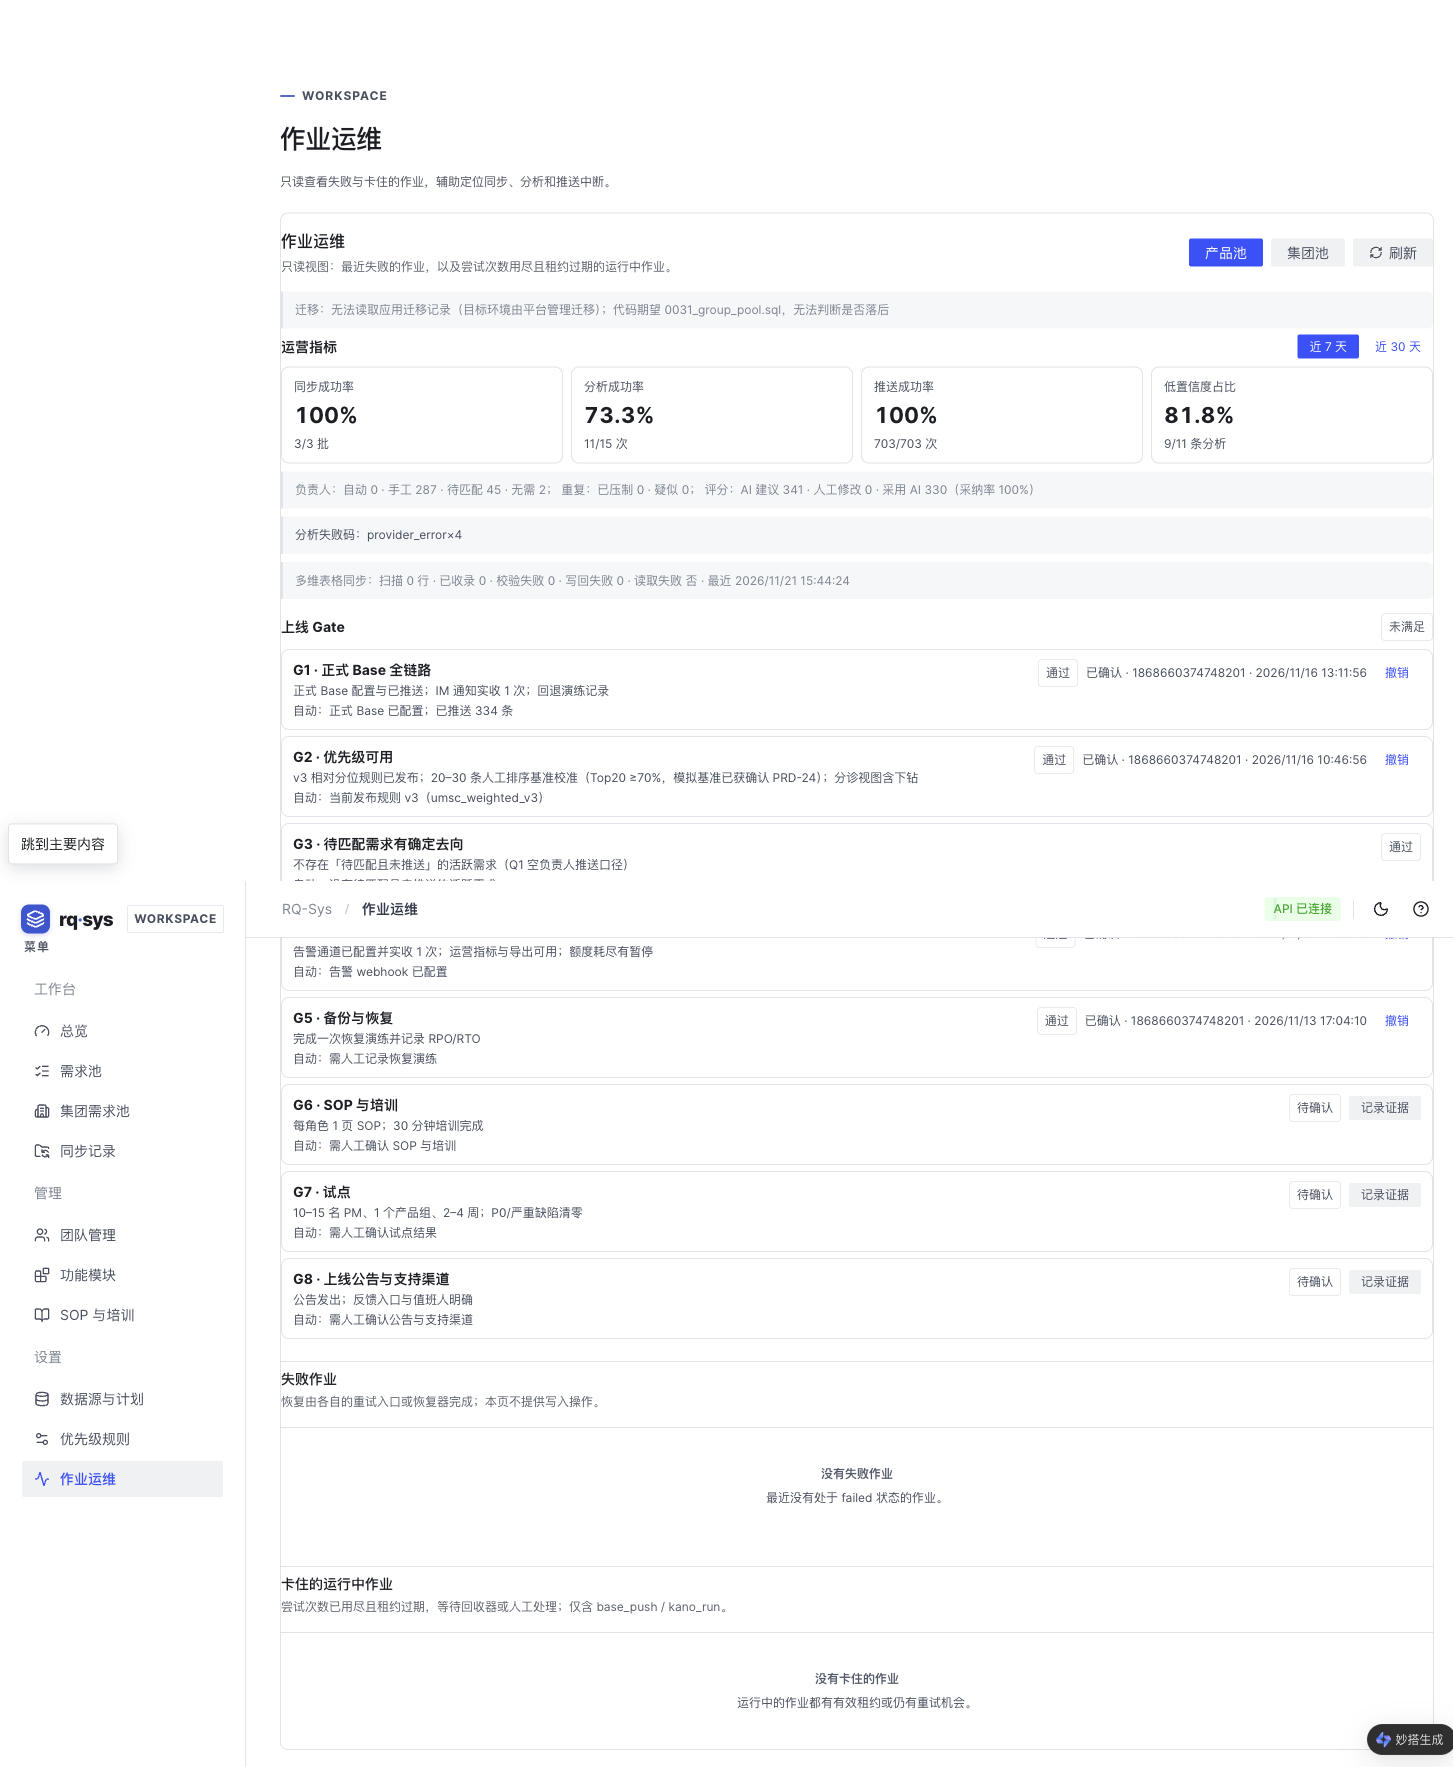 WORKSPACE
作业运维
只读查看失败与卡住的作业，辅助定位同步、分析和推送中断。
作业运维
只读视图：最近失败的作业，以及尝试次数用尽且租约过期的运行中作业。
产品池
集团池
刷新
迁移：无法读取应用迁移记录（目标环境由平台管理迁移）；代码期望 0031_group_pool.sql，无法判断是否落后
运营指标
近 7 天
近 30 天
同步成功率
100%
3/3 批
分析成功率
73.3%
11/15 次
推送成功率
100%
703/703 次
低置信度占比
81.8%
9/11 条分析
负责人：自动 0 · 手工 287 · 待匹配 45 · 无需 2； 重复：已压制 0 · 疑似 0； 评分：AI 建议 341 · 人工修改 0 · 采用 AI 330（采纳率 100%）
分析失败码：provider_error×4
多维表格同步：扫描 0 行 · 已收录 0 · 校验失败 0 · 写回失败 0 · 读取失败 否 · 最近 2026/11/21 15:44:24
上线 Gate
未满足
G1 · 正式 Base 全链路
正式 Base 配置与已推送；IM 通知实收 1 次；回退演练记录
自动：正式 Base 已配置；已推送 334 条
通过
已确认 · 1868660374748201 · 2026/11/16 13:11:56
撤销
G2 · 优先级可用
v3 相对分位规则已发布；20–30 条人工排序基准校准（Top20 ≥70%，模拟基准已获确认 PRD-24）；分诊视图含下钻
自动：当前发布规则 v3（umsc_weighted_v3）
通过
已确认 · 1868660374748201 · 2026/11/16 10:46:56
撤销
G3 · 待匹配需求有确定去向
不存在「待匹配且未推送」的活跃需求（Q1 空负责人推送口径）
通过
跳到主要内容
rq·sys
WORKSPACE
菜单
RQ-Sys / 作业运维
API 已连接
工作台
总览
需求池
集团需求池
同步记录
管理
团队管理
功能模块
SOP 与培训
设置
数据源与计划
优先级规则
作业运维
告警通道已配置并实收 1 次；运营指标与导出可用；额度耗尽有暂停
自动：告警 webhook 已配置
G5 · 备份与恢复
完成一次恢复演练并记录 RPO/RTO
自动：需人工记录恢复演练
通过
已确认 · 1868660374748201 · 2026/11/13 17:04:10
撤销
G6 · SOP 与培训
每角色 1 页 SOP；30 分钟培训完成
自动：需人工确认 SOP 与培训
待确认
记录证据
G7 · 试点
10–15 名 PM、1 个产品组、2–4 周；P0/严重缺陷清零
自动：需人工确认试点结果
待确认
记录证据
G8 · 上线公告与支持渠道
公告发出；反馈入口与值班人明确
自动：需人工确认公告与支持渠道
待确认
记录证据
失败作业
恢复由各自的重试入口或恢复器完成；本页不提供写入操作。
没有失败作业
最近没有处于 failed 状态的作业。
卡住的运行中作业
尝试次数已用尽且租约过期，等待回收器或人工处理；仅含 base_push / kano_run。
没有卡住的作业
运行中的作业都有有效租约或仍有重试机会。
妙搭生成